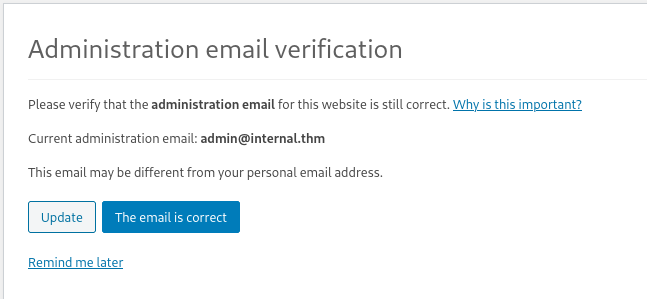 Administration email verification
Please verify that the administration email for this website is still correct. Why is this important?
Current administration email: admin@internal.thm
This email may be different from your personal email address.
Update The email is correct
Remind me later